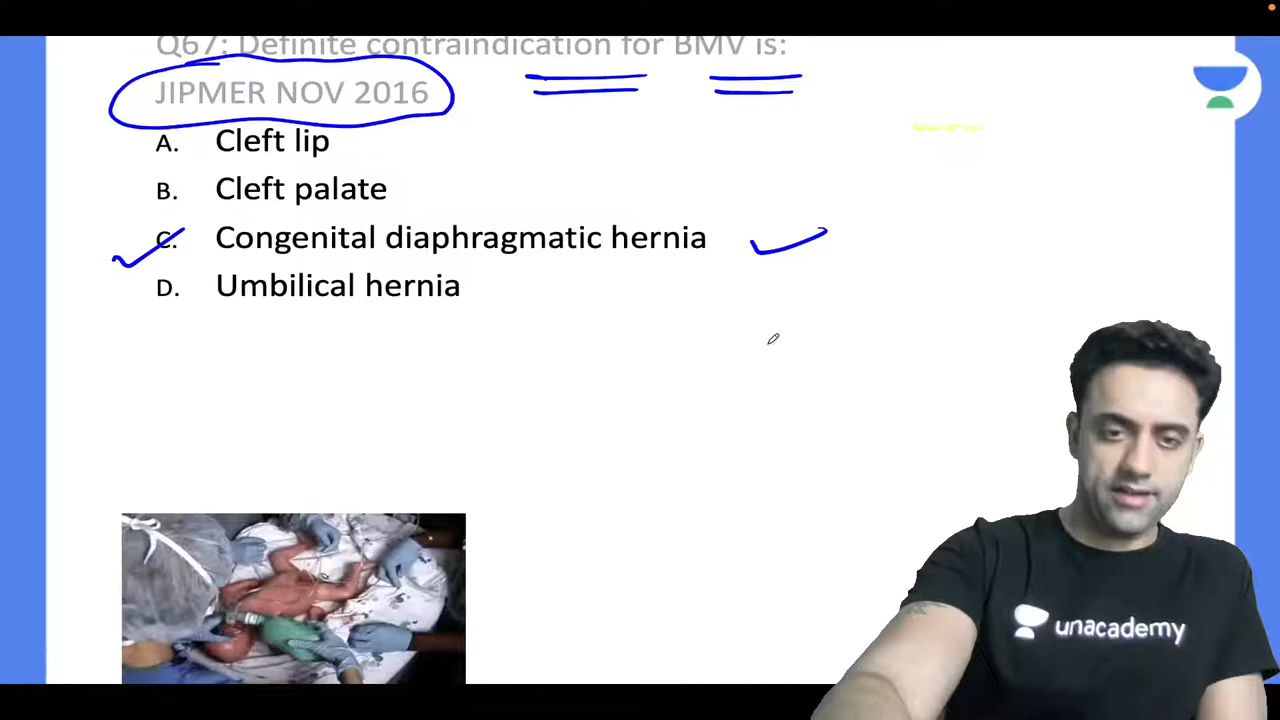 Q67: Definite contraindication for BMV is:
JIPMER NOV 2016
A. Cleft lip
B. Cleft palate
C. Congenital diaphragmatic hernia
D. Umbilical hernia
unacademy